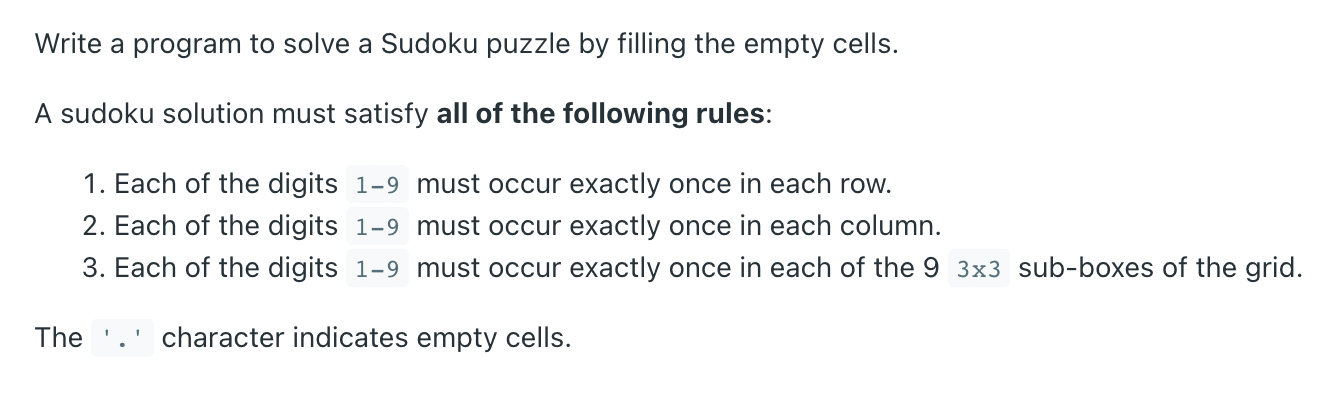 Write a program to solve a Sudoku puzzle by filling the empty cells.
A sudoku solution must satisfy all of the following rules:
1. Each of the digits 1-9 must occur exactly once in each row.
2. Each of the digits 1-9 must occur exactly once in each column.
3. Each of the digits 1-9 must occur exactly once in each of the 9 3x3 sub-boxes of the grid.
The '.' character indicates empty cells.